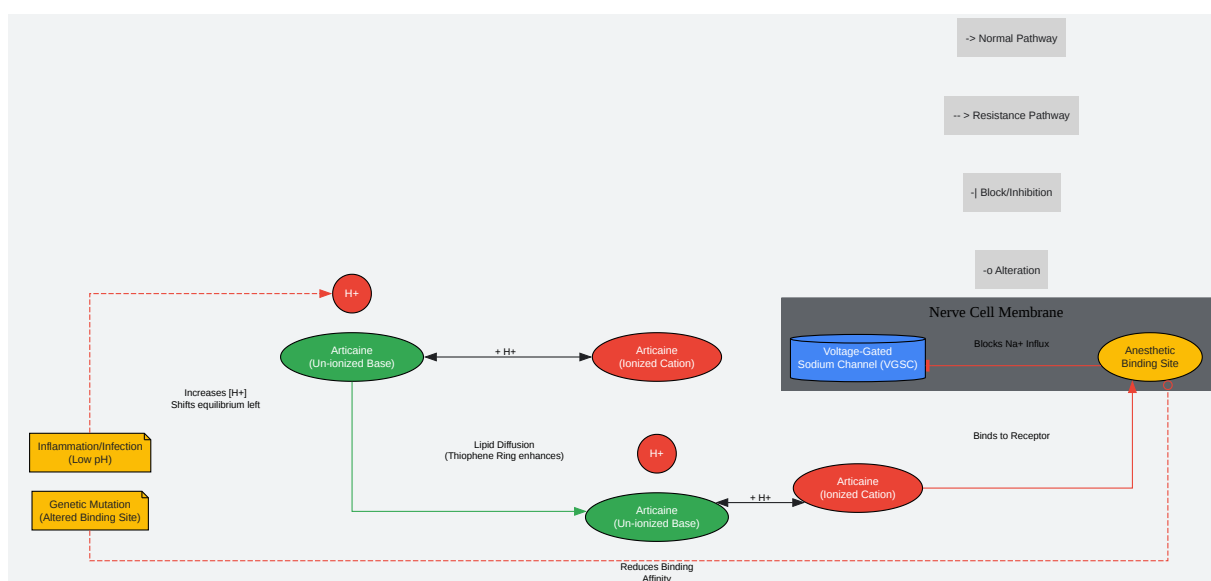 -> Normal Pathway
-- > Resistance Pathway
-| Block/Inhibition
-o Alteration
H+
Nerve Cell Membrane
Articaine
(Un-ionized Base)
+ H+
Articaine
(Ionized Cation)
Voltage-Gated
Sodium Channel (VGSC)
Blocks Na+ Influx
Anesthetic
Binding Site
Increases [H+]
Shifts equilibrium left
Inflammation/Infection
(Low pH)
Lipid Diffusion
(Thiophene Ring enhances)
H+
Binds to Receptor
Genetic Mutation
(Altered Binding Site)
Articaine
(Un-ionized Base)
+ H+
Articaine
(Ionized Cation)
Reduces Binding
Affinity